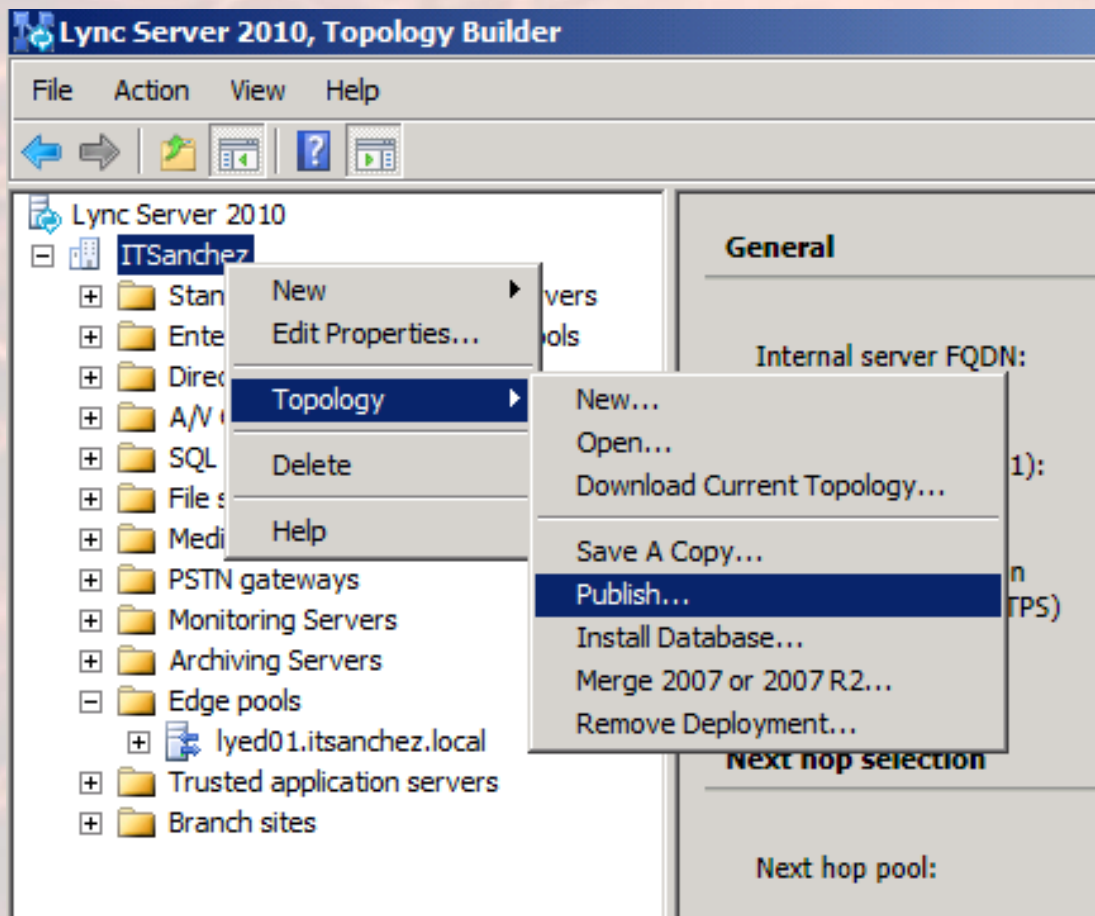 Lync Server 2010, Topology Builder
File Action View Help
Lync Server 2010
ITSanchez
General
New
Edit Properties...
Topology
Delete
Help
Internal server FQDN:
New...
Open...
Download Current Topology...
Save A Copy...
Publish...
Install Database...
Merge 2007 or 2007 R2...
Remove Deployment...
1):
TPS)
SQL
PSTN gateways
Monitoring Servers
Archiving Servers
Edge pools
lyed01.itsanchez.local
Trusted application servers
Branch sites
Next hop selection
Next hop pool: